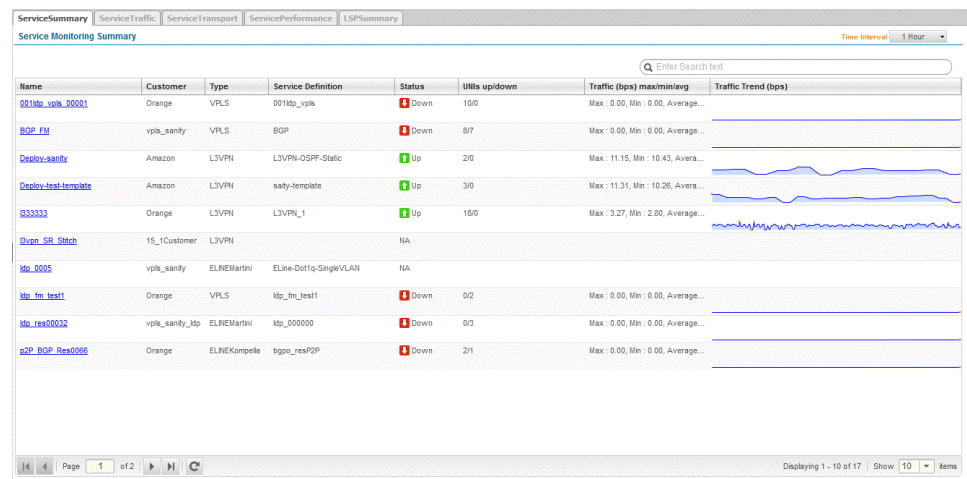 ServiceSummary ServiceTraffic ServiceTransport ServicePerformance LSPSummary
Service Monitoring Summary Time Interval 1 Hour
Enter Search text
Name Customer Type Service Definition Status UNIs up/down Traffic (bps) max/min/avg Traffic Trend (bps)
001ldp_vpls_00001 Orange VPLS 001ldp_vpls Down 10/0 Max : 0.00, Min : 0.00, Average...
BGP_FM vpls_sanity VPLS BGP Down 8/7 Max : 0.00, Min : 0.00, Average...
Deploy-sanity Amazon L3VPN L3VPN-OSPF-Static Up 2/0 Max : 11.15, Min : 10.43, Avera...
Deploy-test-template Amazon L3VPN saity-template Up 3/0 Max : 11.31, Min : 10.26, Avera...
l333333 Orange L3VPN L3VPN_1 Up 18/0 Max : 3.27, Min : 2.80, Average...
l3vpn_SR_Stitch 15_1Customer L3VPN NA
ldp_0005 vpls_sanity ELINEMartini ELine-Dot1q-SingleVLAN NA
ldp_fm_test1 Orange VPLS ldp_fm_test1 Down 0/2 Max : 0.00, Min : 0.00, Average...
ldp_res00032 vpls_sanity_ldp ELINEMartini ldp_000000 Down 0/3 Max : 0.00, Min : 0.00, Average...
p2P_BGP_Res0066 Orange ELINEKompella bgpo_resP2P Down 2/1 Max : 0.00, Min : 0.00, Average...
Page 1 of 2 Displaying 1 - 10 of 17 Show 10 items